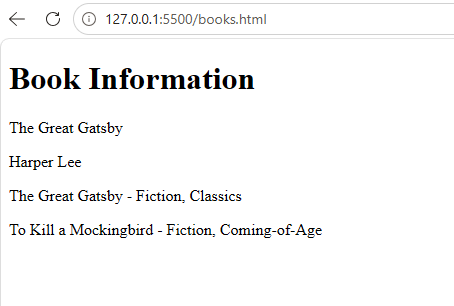 127.0.0.1:5500/books.html
Book Information
The Great Gatsby
Harper Lee
The Great Gatsby - Fiction, Classics
To Kill a Mockingbird - Fiction, Coming-of-Age